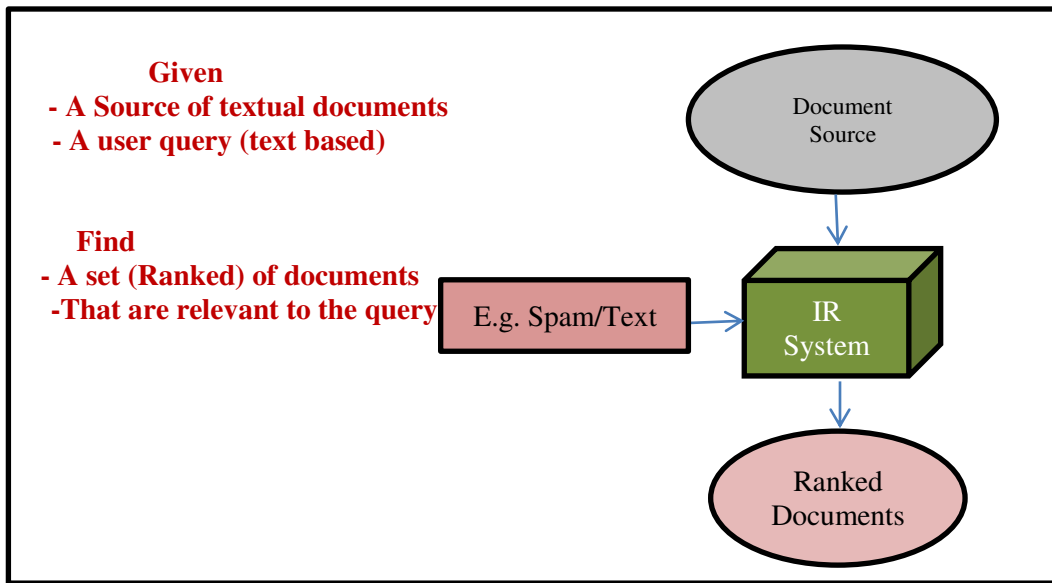 Given
- A Source of textual documents
- A user query (text based)
Find
- A set (Ranked) of documents
-That are relevant to the query
Document
Source
E.g. Spam/Text
IR
System
Ranked
Documents